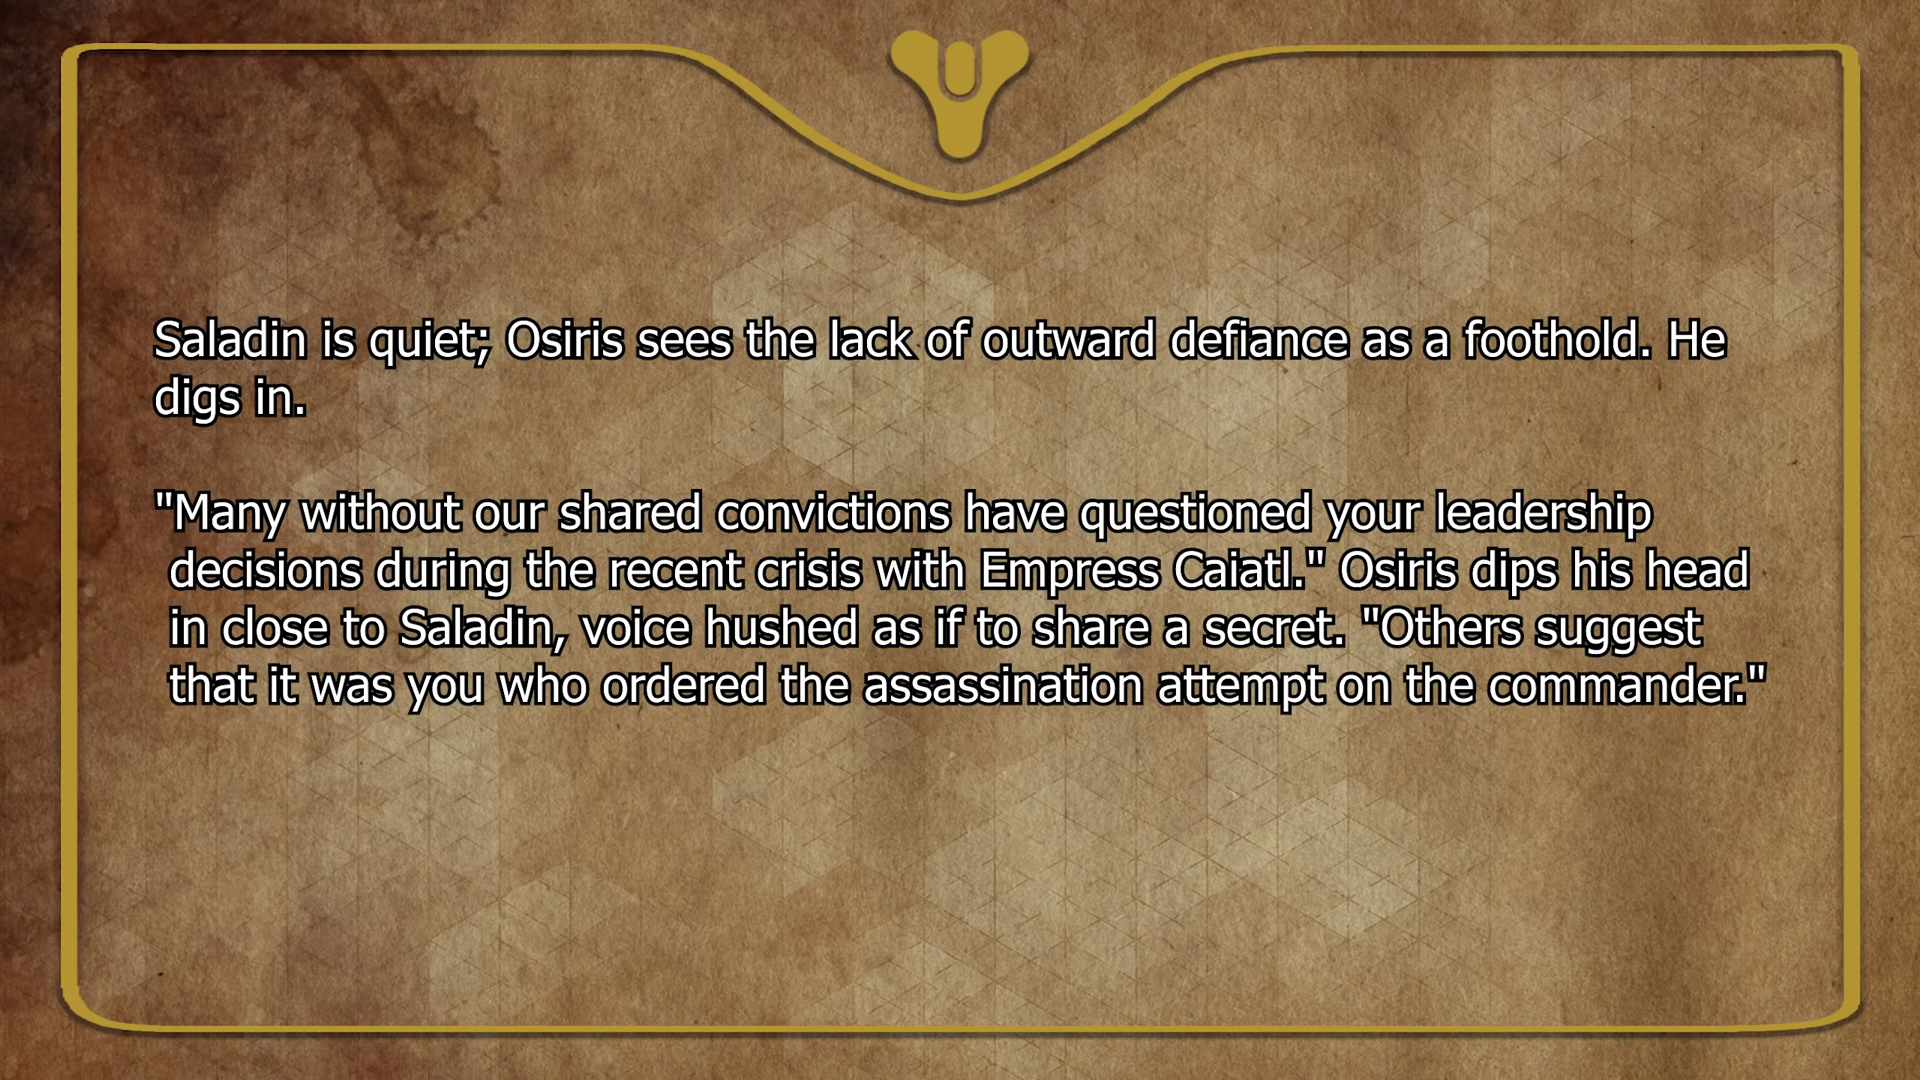 Saladin is quiet; Osiris sees the lack of outward defiance as a foothold. He
digs in.
"Many without our shared convictions have questioned your leadership
decisions during the recent crisis with Empress Caiatl." Osiris dips his head
in close to Saladin, voice hushed as if to share a secret. "Others suggest
that it was you who ordered the assassination attempt on the commander."